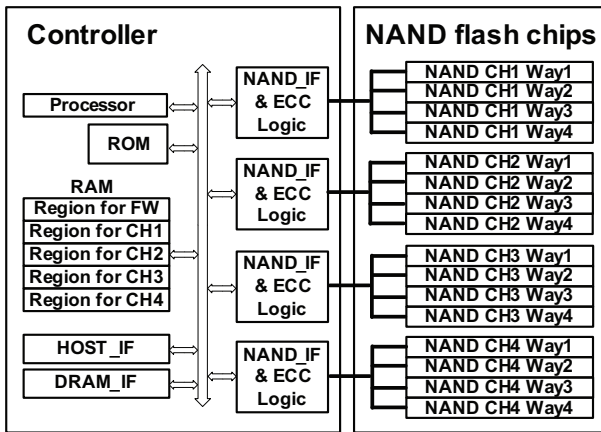 Controller
Processor
ROM
RAM
Region for FW
Region for CH1
Region for CH2
Region for CH3
Region for CH4
HOST_IF
DRAM_IF
NAND_IF
& ECC
Logic
NAND_IF
& ECC
Logic
NAND_IF
& ECC
Logic
NAND_IF
& ECC
Logic
NAND flash chips
NAND CH1 Way1
NAND CH1 Way2
NAND CH1 Way3
NAND CH1 Way4
NAND CH2 Way1
NAND CH2 Way2
NAND CH2 Way3
NAND CH2 Way4
NAND CH3 Way1
NAND CH3 Way2
NAND CH3 Way3
NAND CH3 Way4
NAND CH4 Way1
NAND CH4 Way2
NAND CH4 Way3
NAND CH4 Way4